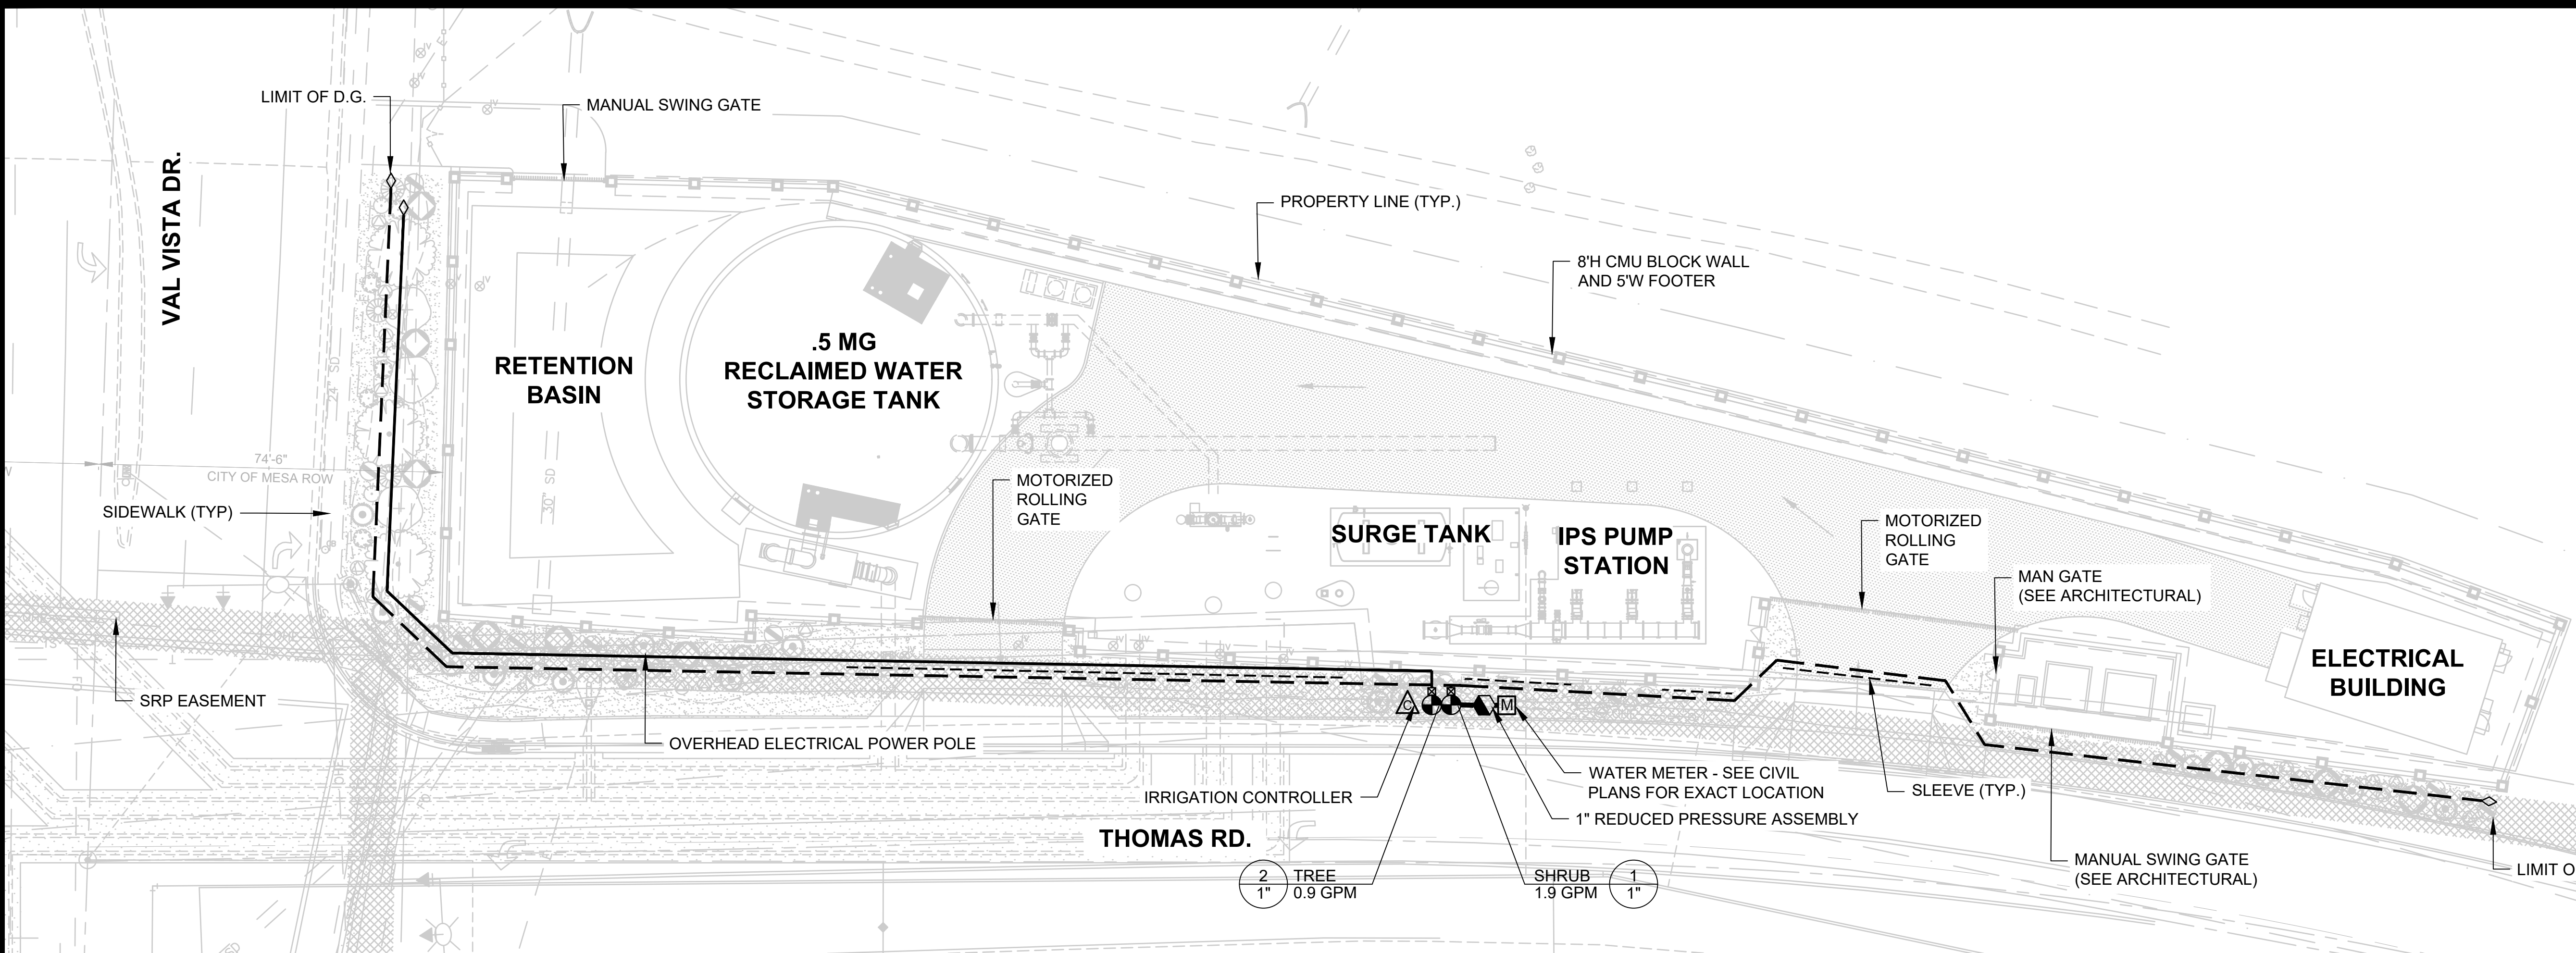 LIMIT OF D.G.
MANUAL SWING GATE
VAL VISTA DR.
PROPERTY LINE (TYP.)
8'H CMU BLOCK WALL
AND 5'W FOOTER
.5 MG
RECLAIMED WATER
STORAGE TANK
RETENTION
BASIN
24" SD
30" SD
74'-6"
CITY OF MESA ROW
SIDEWALK (TYP)
MOTORIZED
ROLLING
GATE
SURGE TANK
IPS PUMP
STATION
MOTORIZED
ROLLING
GATE
MAN GATE
(SEE ARCHITECTURAL)
ELECTRICAL
BUILDING
SRP EASEMENT
OVERHEAD ELECTRICAL POWER POLE
C
M
IRRIGATION CONTROLLER
WATER METER - SEE CIVIL
PLANS FOR EXACT LOCATION
1" REDUCED PRESSURE ASSEMBLY
SLEEVE (TYP.)
THOMAS RD.
2
1"
TREE
0.9 GPM
SHRUB
1.9 GPM
1
1"
MANUAL SWING GATE
(SEE ARCHITECTURAL)
LIMIT O